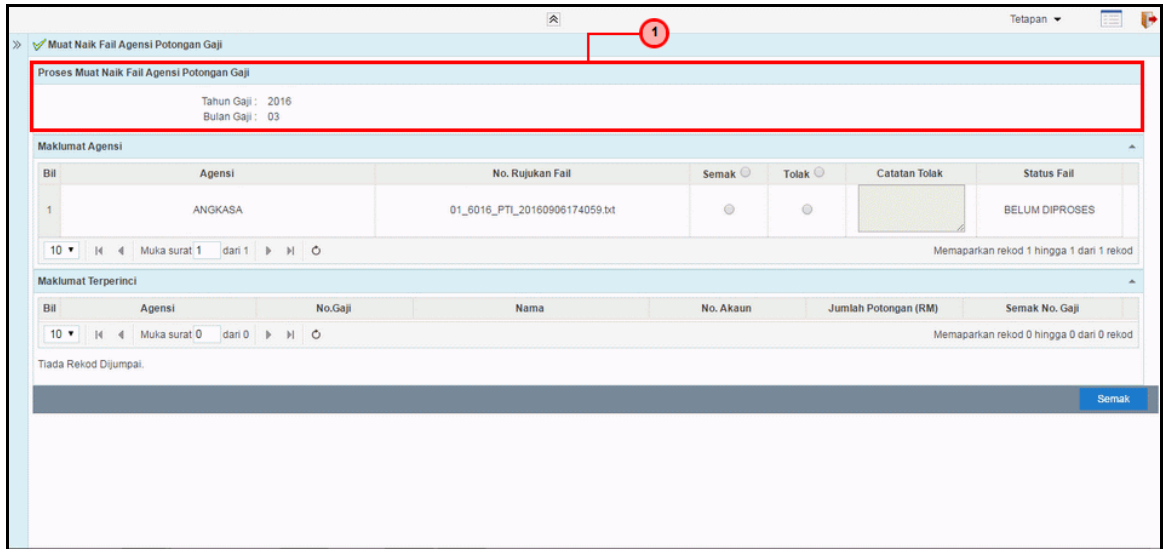 Tetapan
1
Muat Naik Fail Agensi Potongan Gaji
Proses Muat Naik Fail Agensi Potongan Gaji
Tahun Gaji : 2016
Bulan Gaji : 03
Maklumat Agensi
Bil Agensi No. Rujukan Fail Semak Tolak Catatan Tolak Status Fail
1 ANGKASA 01_6016_PTI_20160906174059.txt BELUM DIPROSES
10 Muka surat 1 dari 1 Memaparkan rekod 1 hingga 1 dari 1 rekod
Maklumat Terperinci
Bil Agensi No.Gaji Nama No. Akaun Jumlah Potongan (RM) Semak No. Gaji
10 Muka surat 0 dari 0 Memaparkan rekod 0 hingga 0 dari 0 rekod
Tiada Rekod Dijumpai.
Semak